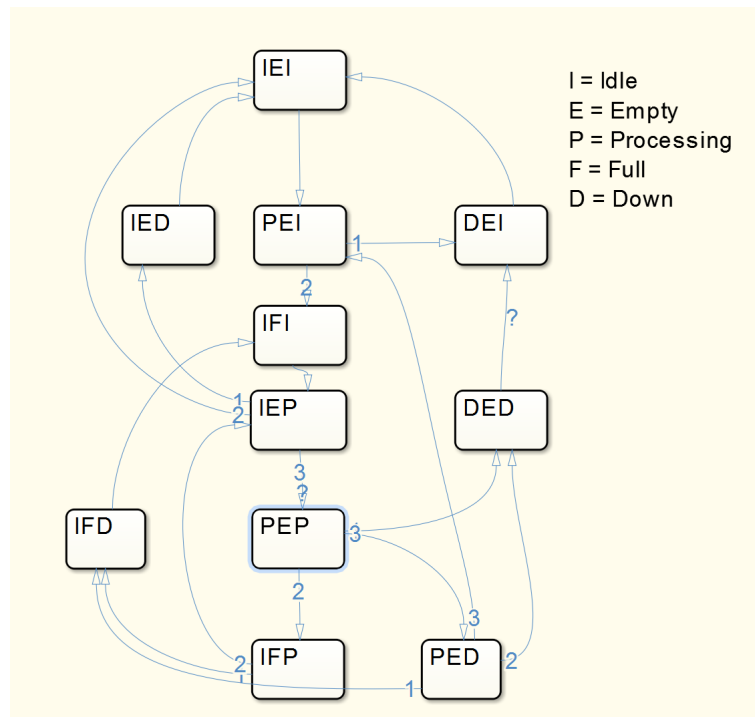 IEI
I = Idle
E = Empty
P = Processing
F = Full
D = Down
IED
PEI
DEI
1
2
IFI
?
1
2
IEP
DED
3
?
IFD
PEP
3
2
3
2
IFP
PED
2
1